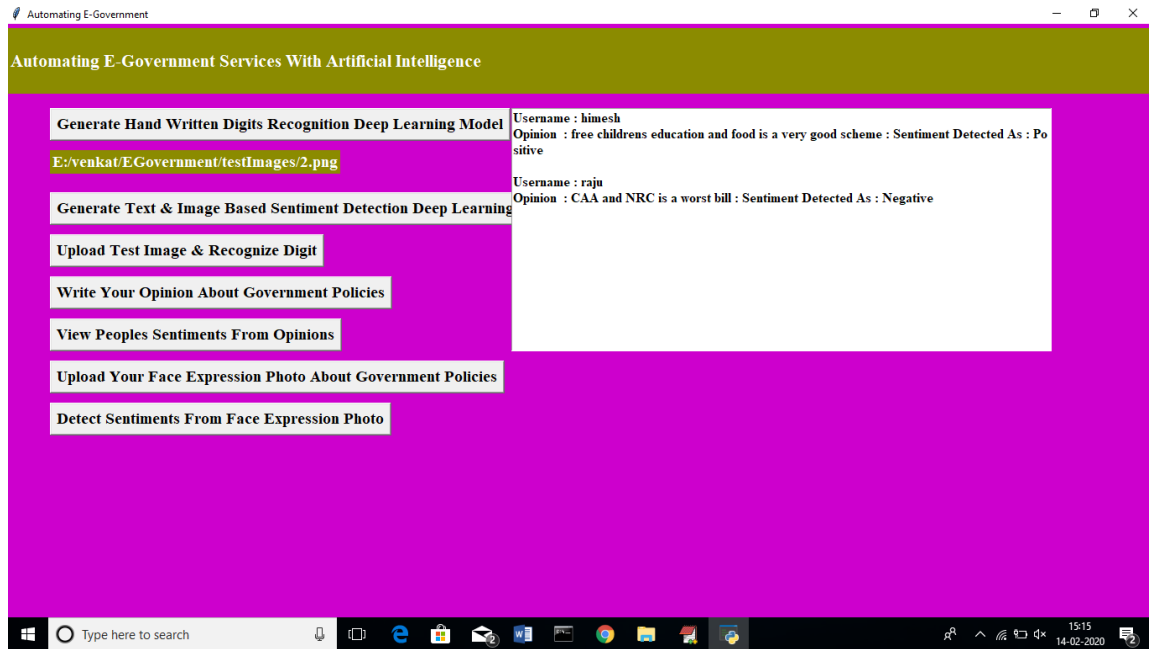 Automating E-Government
Automating E-Government Services With Artificial Intelligence
Generate Hand Written Digits Recognition Deep Learning Model
E:/venkat/EGovernment/testImages/2.png
Generate Text & Image Based Sentiment Detection Deep Learning
Upload Test Image & Recognize Digit
Write Your Opinion About Government Policies
View Peoples Sentiments From Opinions
Upload Your Face Expression Photo About Government Policies
Detect Sentiments From Face Expression Photo
Username : himesh
Opinion  : free childrens education and food is a very good scheme : Sentiment Detected As : Po
sitive
Username : raju
Opinion  : CAA and NRC is a worst bill : Sentiment Detected As : Negative
Type here to search
2
15:15
14-02-2020
2